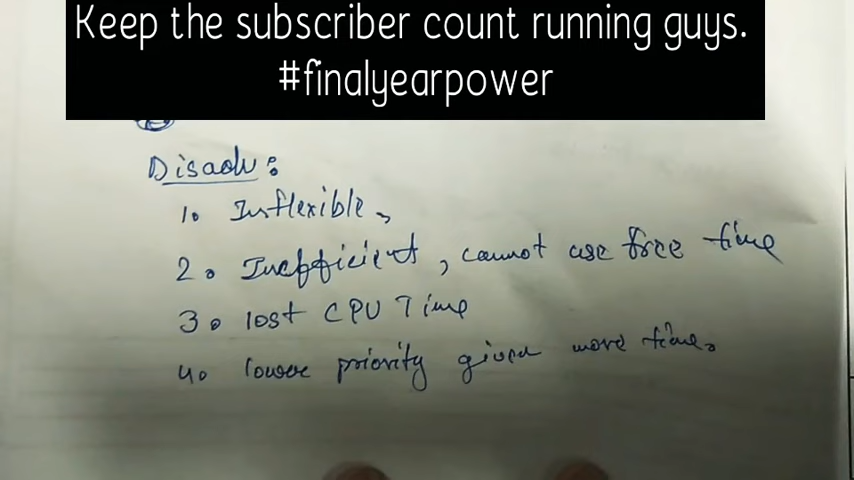 Keep the subscriber count running guys.
#finalyearpower
Disadv:
1. Inflexible,
2. Inefficient, cannot use free time
3. lost CPU Time
4. lower priority given more time.